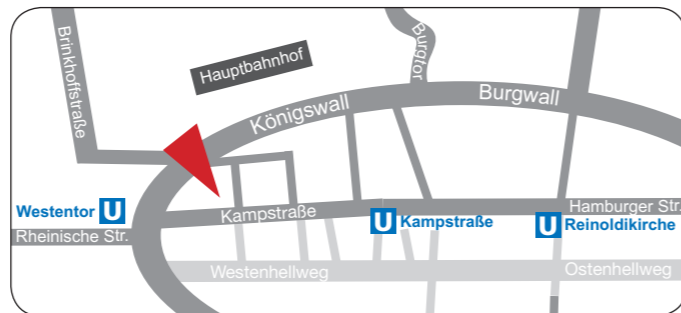 Brinkhoffstraße
Hauptbahnhof
Burgtor
Königswall
Burgwall
Westentor U
Kampstraße
Hamburger Str.
U Kampstraße
U Reinoldikirche
Rheinische Str.
Westenhellweg
Ostenhellweg